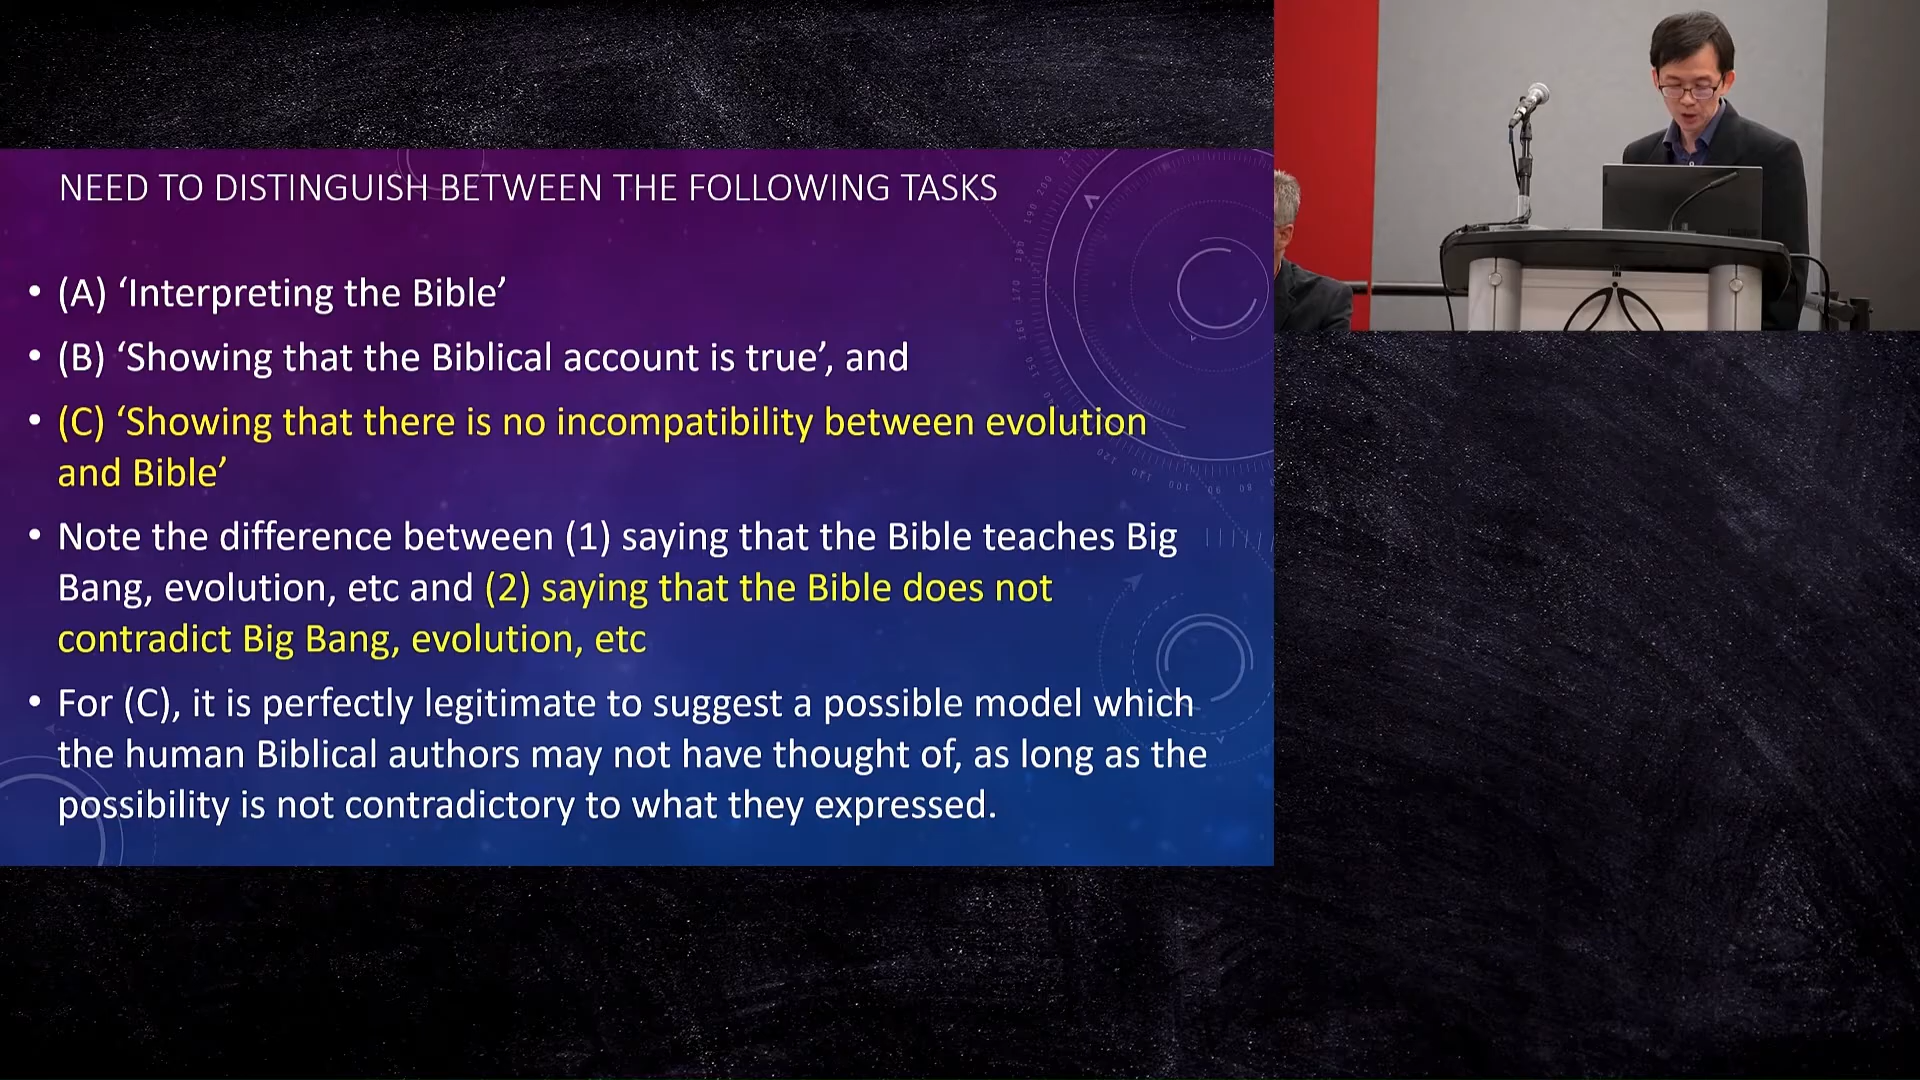 NEED TO DISTINGUISH BETWEEN THE FOLLOWING TASKS
• (A) ‘Interpreting the Bible’
• (B) ‘Showing that the Biblical account is true’, and
• (C) ‘Showing that there is no incompatibility between evolution
and Bible’
• Note the difference between (1) saying that the Bible teaches Big
Bang, evolution, etc and (2) saying that the Bible does not
contradict Big Bang, evolution, etc
• For (C), it is perfectly legitimate to suggest a possible model which
the human Biblical authors may not have thought of, as long as the
possibility is not contradictory to what they expressed.